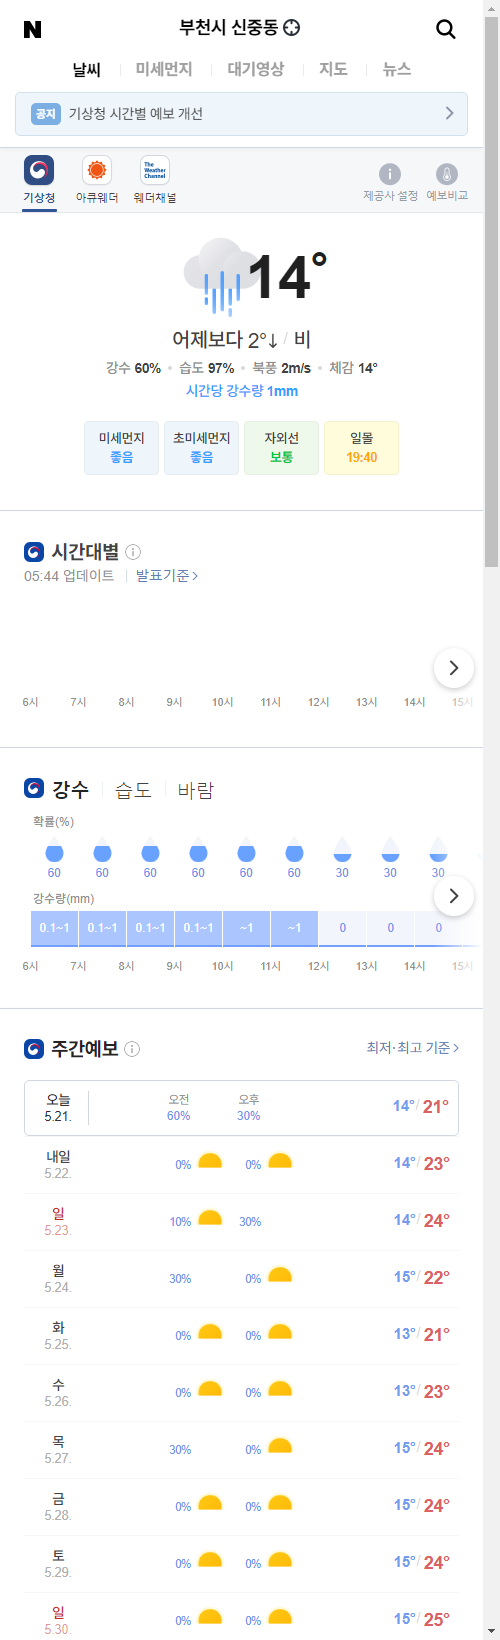 N 부천시 신중동
날씨 미세먼지 대기영상 지도 뉴스
공지 기상청 시간별 예보 개선
The Weather Channel
기상청 아큐웨더 웨더채널 제공사 설정 예보비교
14°
어제보다 2°↓ / 비
강수 60% • 습도 97% • 북풍 2m/s • 체감 14°
시간당 강수량 1mm
미세먼지 초미세먼지 자외선 일몰
좋음 좋음 보통 19:40
시간대별
05:44 업데이트 발표기준
6시 7시 8시 9시 10시 11시 12시 13시 14시 15시
강수 습도 바람
확률(%)
60 60 60 60 60 60 30 30 30
강수량(mm)
0.1~1 0.1~1 0.1~1 0.1~1 ~1 ~1 0 0 0
6시 7시 8시 9시 10시 11시 12시 13시 14시 15시
주간예보 최저·최고 기준
오늘 오전 오후
5.21. 60% 30% 14°/ 21°
내일
5.22. 0% 0% 14°/ 23°
일
5.23. 10% 30% 14°/ 24°
월
5.24. 30% 0% 15°/ 22°
화
5.25. 0% 0% 13°/ 21°
수
5.26. 0% 0% 13°/ 23°
목
5.27. 30% 0% 15°/ 24°
금
5.28. 0% 0% 15°/ 24°
토
5.29. 0% 0% 15°/ 24°
일
5.30. 0% 0% 15°/ 25°